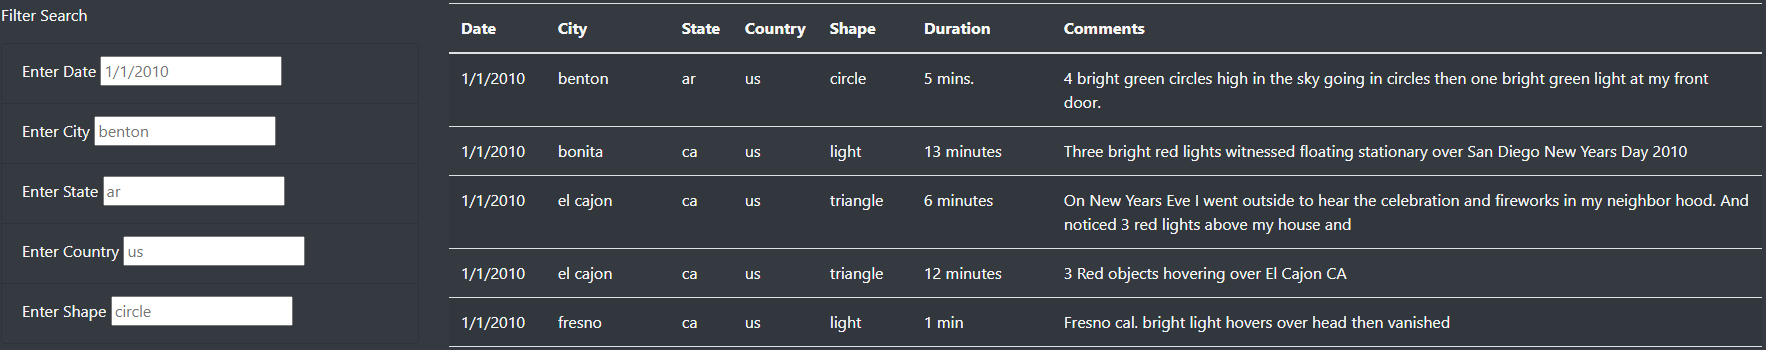 Filter Search
Enter Date 1/1/2010
Enter City benton
Enter State ar
Enter Country us
Enter Shape circle
Date City State Country Shape Duration Comments
1/1/2010 benton ar us circle 5 mins. 4 bright green circles high in the sky going in circles then one bright green light at my front
door.
1/1/2010 bonita ca us light 13 minutes Three bright red lights witnessed floating stationary over San Diego New Years Day 2010
1/1/2010 el cajon ca us triangle 6 minutes On New Years Eve I went outside to hear the celebration and fireworks in my neighbor hood. And
noticed 3 red lights above my house and
1/1/2010 el cajon ca us triangle 12 minutes 3 Red objects hovering over El Cajon CA
1/1/2010 fresno ca us light 1 min Fresno cal. bright light hovers over head then vanished